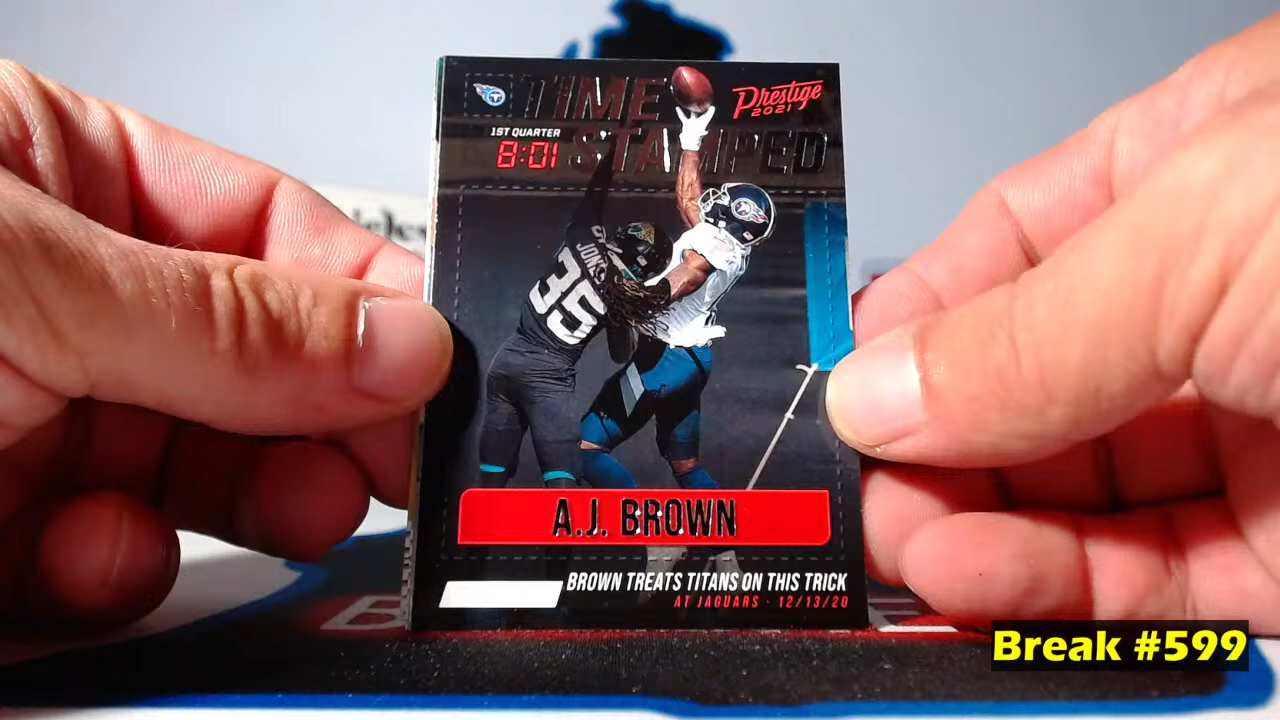 TIME
STAMPED
Prestige
2021
1ST QUARTER
8:01
JON
35
A.J. BROWN
BROWN TREATS TITANS ON THIS TRICK
AT JAGUARS · 12/13/20
Break #599